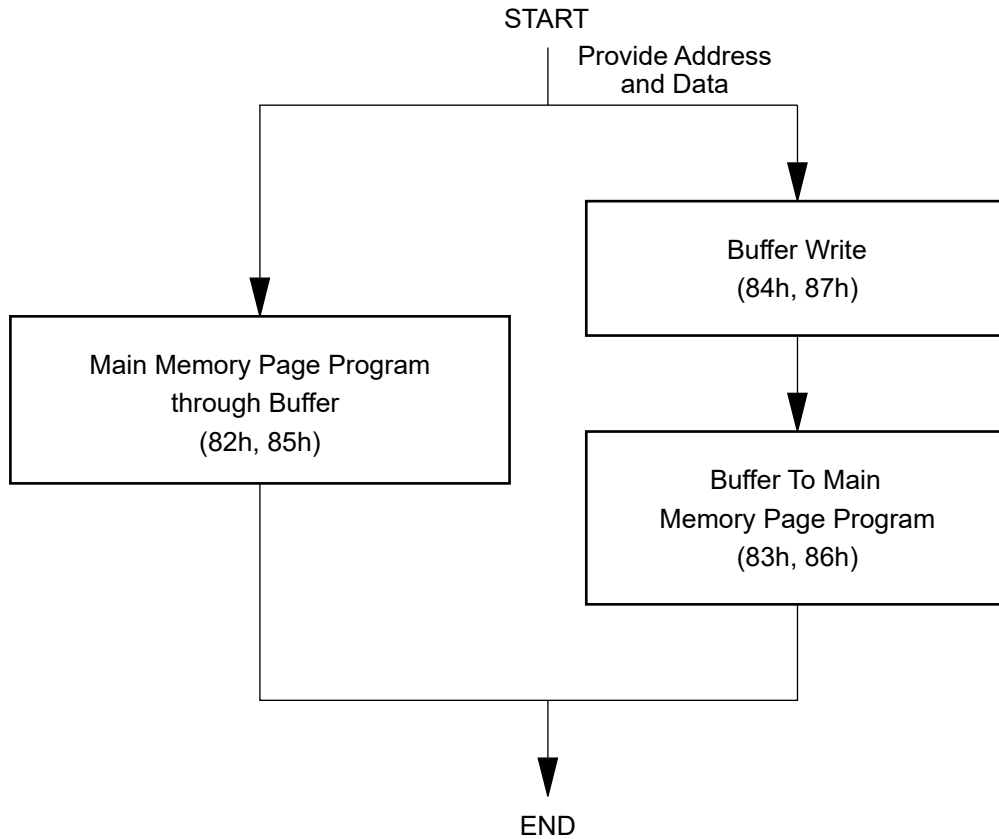 START
Provide Address
and Data
Buffer Write
(84h, 87h)
Main Memory Page Program
through Buffer
(82h, 85h)
Buffer To Main
Memory Page Program
(83h, 86h)
END